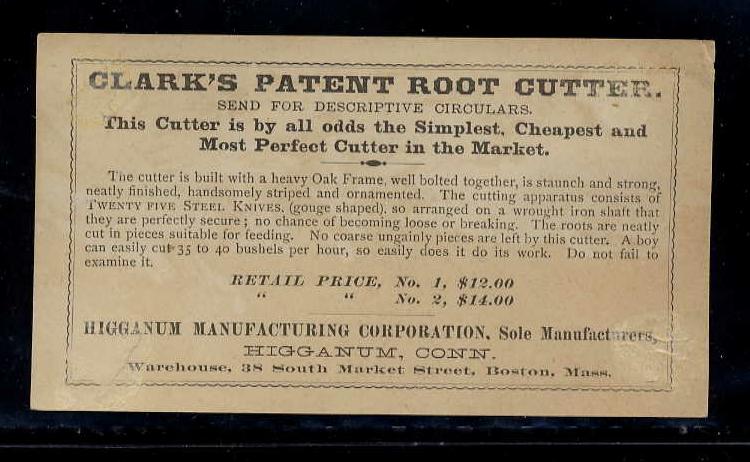 CLARK'S PATENT ROOT CUTTER.
SEND FOR DESCRIPTIVE CIRCULARS.
This Cutter is by all odds the Simplest, Cheapest and
Most Perfect Cutter in the Market.
The cutter is built with a heavy Oak Frame, well bolted together, is staunch and strong,
neatly finished, handsomely striped and ornamented. The cutting apparatus consists of
TWENTY FIVE STEEL KNIVES, (gouge shaped), so arranged on a wrought iron shaft that
they are perfectly secure; no chance of becoming loose or breaking. The roots are neatly
cut in pieces suitable for feeding. No coarse ungainly pieces are left by this cutter. A boy
can easily cut 35 to 40 bushels per hour, so easily does it do its work. Do not fail to
examine it.
RETAIL PRICE, No. 1, $12.00
" " No. 2, $14.00
HIGGANUM MANUFACTURING CORPORATION, Sole Manufacturers,
HIGGANUM, CONN.
Warehouse, 38 South Market Street, Boston, Mass.